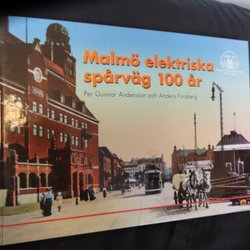 Malmö elektriska
spårväg 100 år
Per Gunnar Andersson och Anders Forsberg